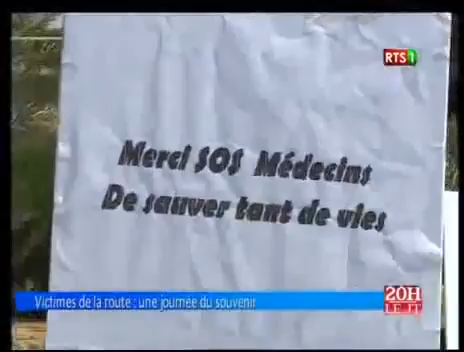 RTS1
Merci SOS Médecins
De sauver tant de vies
Victimes de la route : une journée du souvenir
20H
LE JT